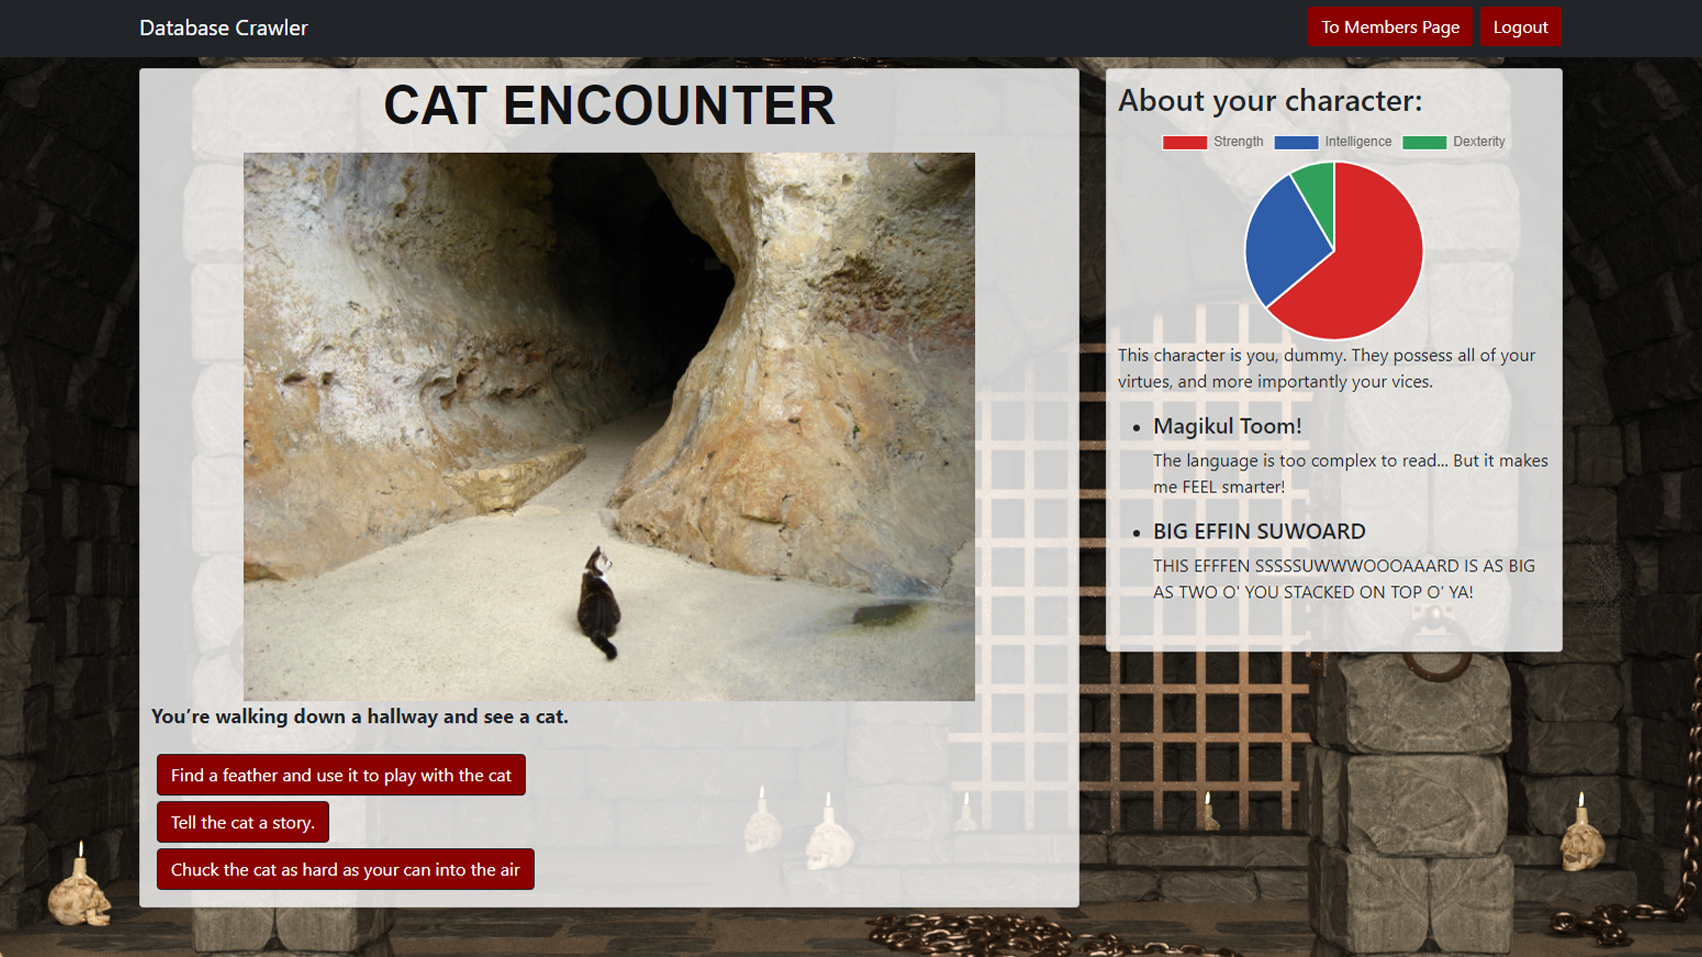 Database Crawler
To Members Page
Logout
CAT ENCOUNTER
You’re walking down a hallway and see a cat.
Find a feather and use it to play with the cat
Tell the cat a story.
Chuck the cat as hard as your can into the air
About your character:
Strength Intelligence Dexterity
This character is you, dummy. They possess all of your
virtues, and more importantly your vices.
• Magikul Toom!
The language is too complex to read... But it makes
me FEEL smarter!
• BIG EFFIN SUWOARD
THIS EFFFEN SSSSSUWWWOOOAAARD IS AS BIG
AS TWO O' YOU STACKED ON TOP O' YA!